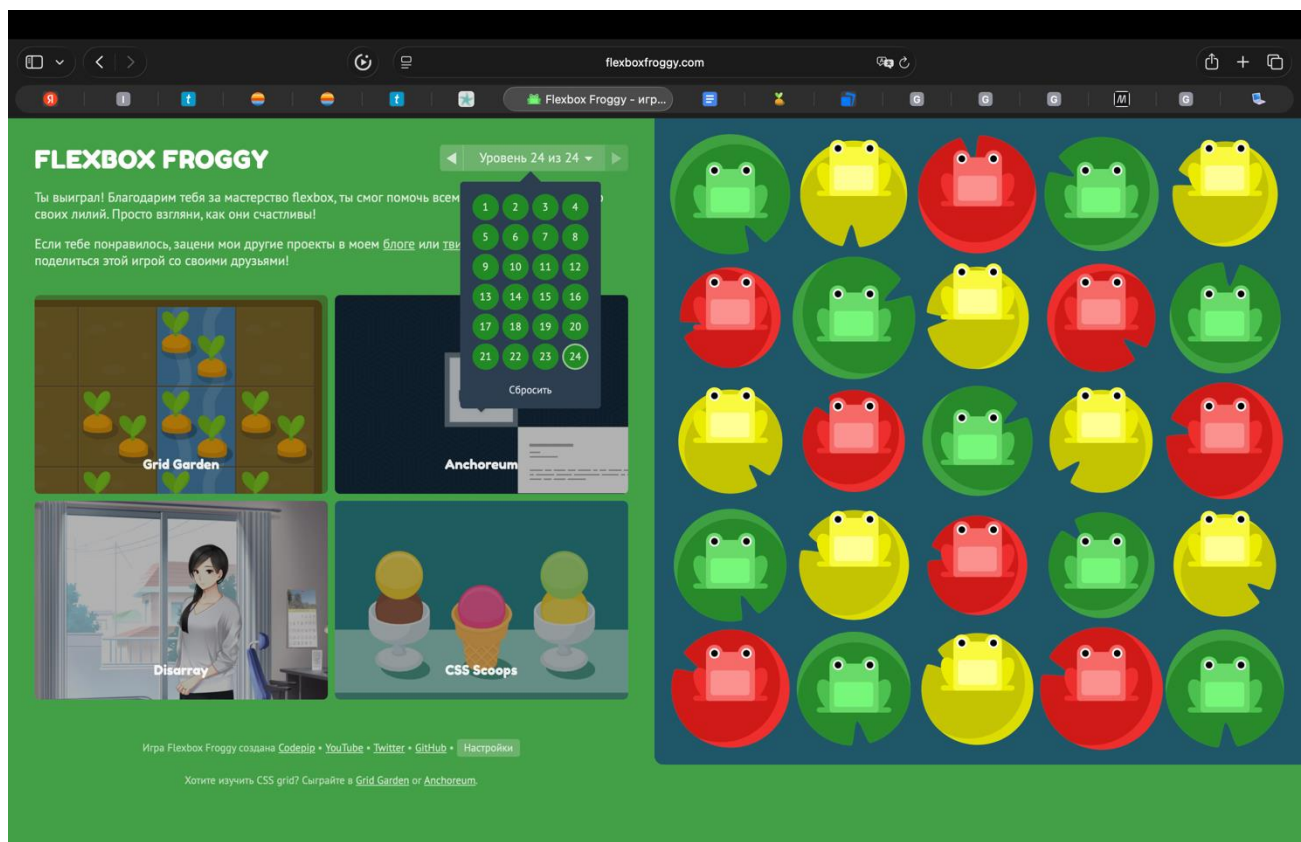 flexboxfroggy.com
Flexbox Froggy - игр...
FLEXBOX FROGGY
Уровень 24 из 24
Ты выиграл! Благодарим тебя за мастерство flexbox, ты смог помочь всем
своих лилий. Просто взгляни, как они счастливы!
Если тебе понравилось, зацени мои другие проекты в моем блоге или
поделиться этой игрой со своими друзьями!
1 2 3 4
5 6 7 8
9 10 11 12
13 14 15 16
17 18 19 20
21 22 23 24
Сбросить
Grid Garden
Anchoreum
Disarray
CSS Scoops
Игра Flexbox Froggy создана Codepip • YouTube • Twitter • GitHub • Настройки
Хотите изучить CSS grid? Сыграйте в Grid Garden or Anchoreum.